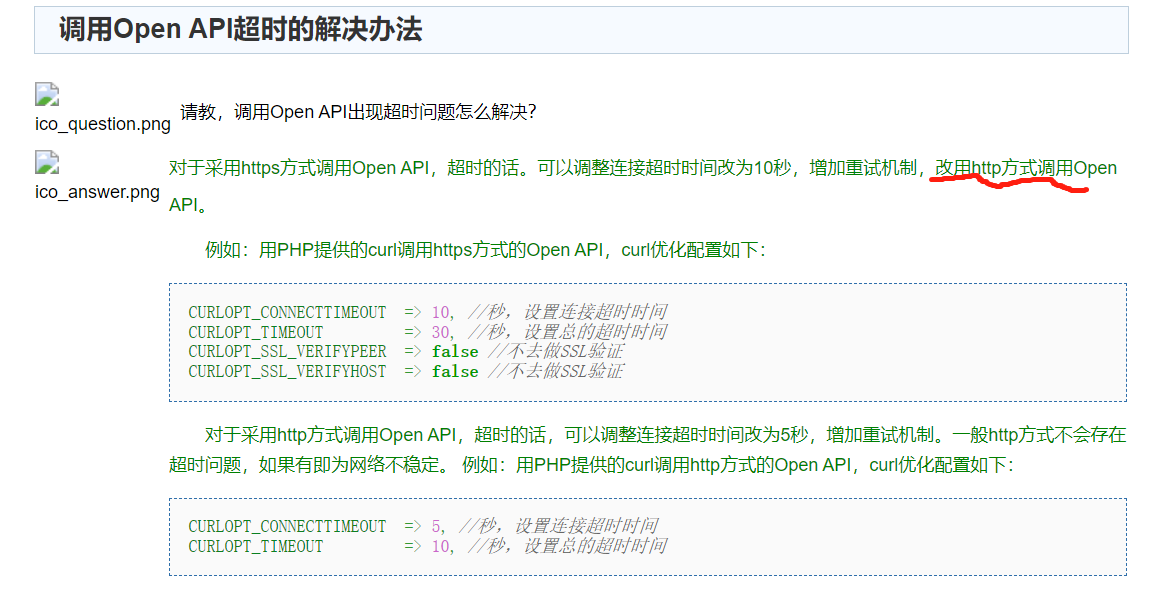 调用Open API超时的解决办法
ico_question.png
请教，调用Open API出现超时问题怎么解决？
ico_answer.png
对于采用https方式调用Open API，超时的话。可以调整连接超时时间改为10秒，增加重试机制，改用http方式调用Open
API。
例如：用PHP提供的curl调用https方式的Open API，curl优化配置如下：
CURLOPT_CONNECTTIMEOUT => 10, //秒，设置连接超时时间
CURLOPT_TIMEOUT => 30, //秒，设置总的超时时间
CURLOPT_SSL_VERIFYPEER => false //不去做SSL验证
CURLOPT_SSL_VERIFYHOST => false //不去做SSL验证
对于采用http方式调用Open API，超时的话，可以调整连接超时时间改为5秒，增加重试机制。一般http方式不会存在
超时问题，如果有即为网络不稳定。 例如：用PHP提供的curl调用http方式的Open API，curl优化配置如下：
CURLOPT_CONNECTTIMEOUT => 5, //秒，设置连接超时时间
CURLOPT_TIMEOUT => 10, //秒，设置总的超时时间